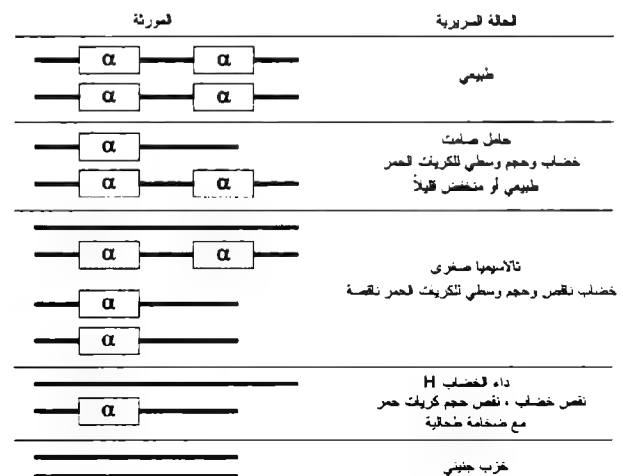 المورثة الحالة السريرية
α α
α α
طبيعي
α
α α
حامل صامت
خضاب وحجم وسطي للكريات الحمر
طبيعي أو منخفض قليلاً
α α
α
α
ثالاسيميا صغرى
خضاب ناقص وحجم وسطي للكريات الحمر ناقصة
α
داء الخضاب H
نقص خضاب ، نقص حجم كريات حمر
مع ضخامة طحالية
خزب جنيني